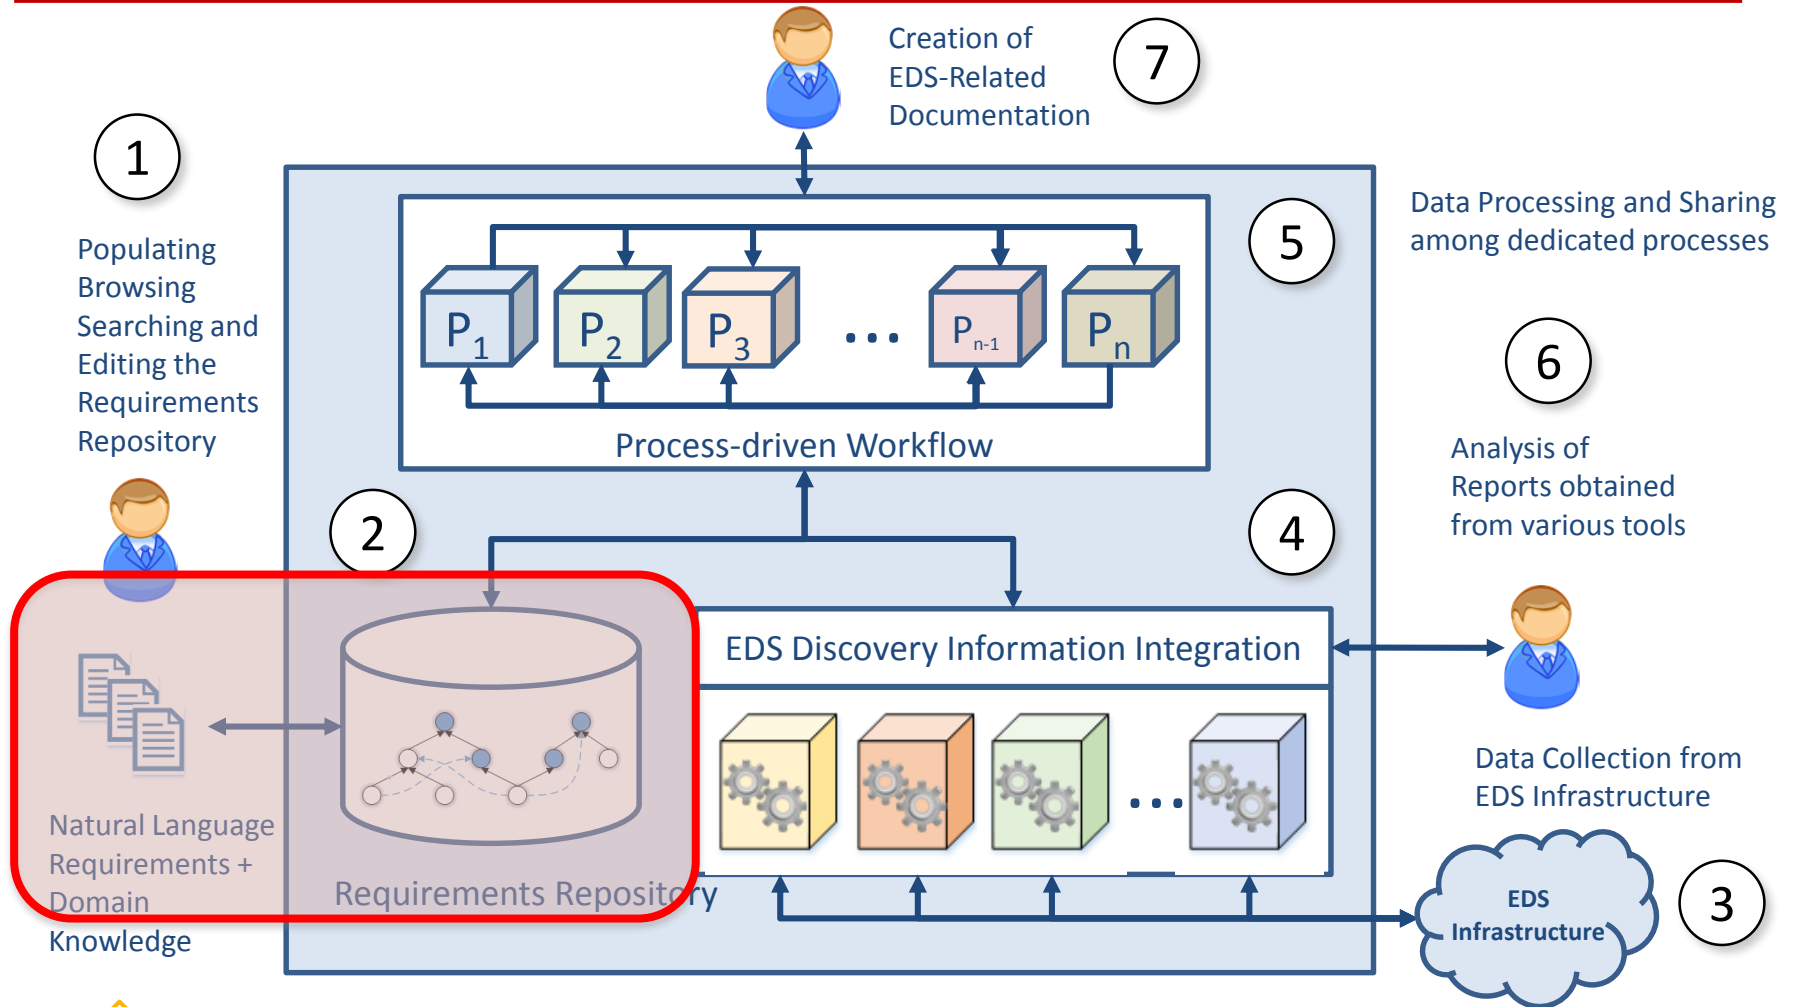 Creation of
EDS-Related
Documentation
7
1
Populating
Browsing
Searching and
Editing the
Requirements
Repository
5
Data Processing and Sharing
among dedicated processes
P1
P2
P3
...
Pn-1
Pn
Process-driven Workflow
6
Analysis of
Reports obtained
from various tools
2
4
EDS Discovery Information Integration
...
Natural Language
Requirements +
Domain
Knowledge
Requirements Repository
Data Collection from
EDS Infrastructure
EDS
Infrastructure
3